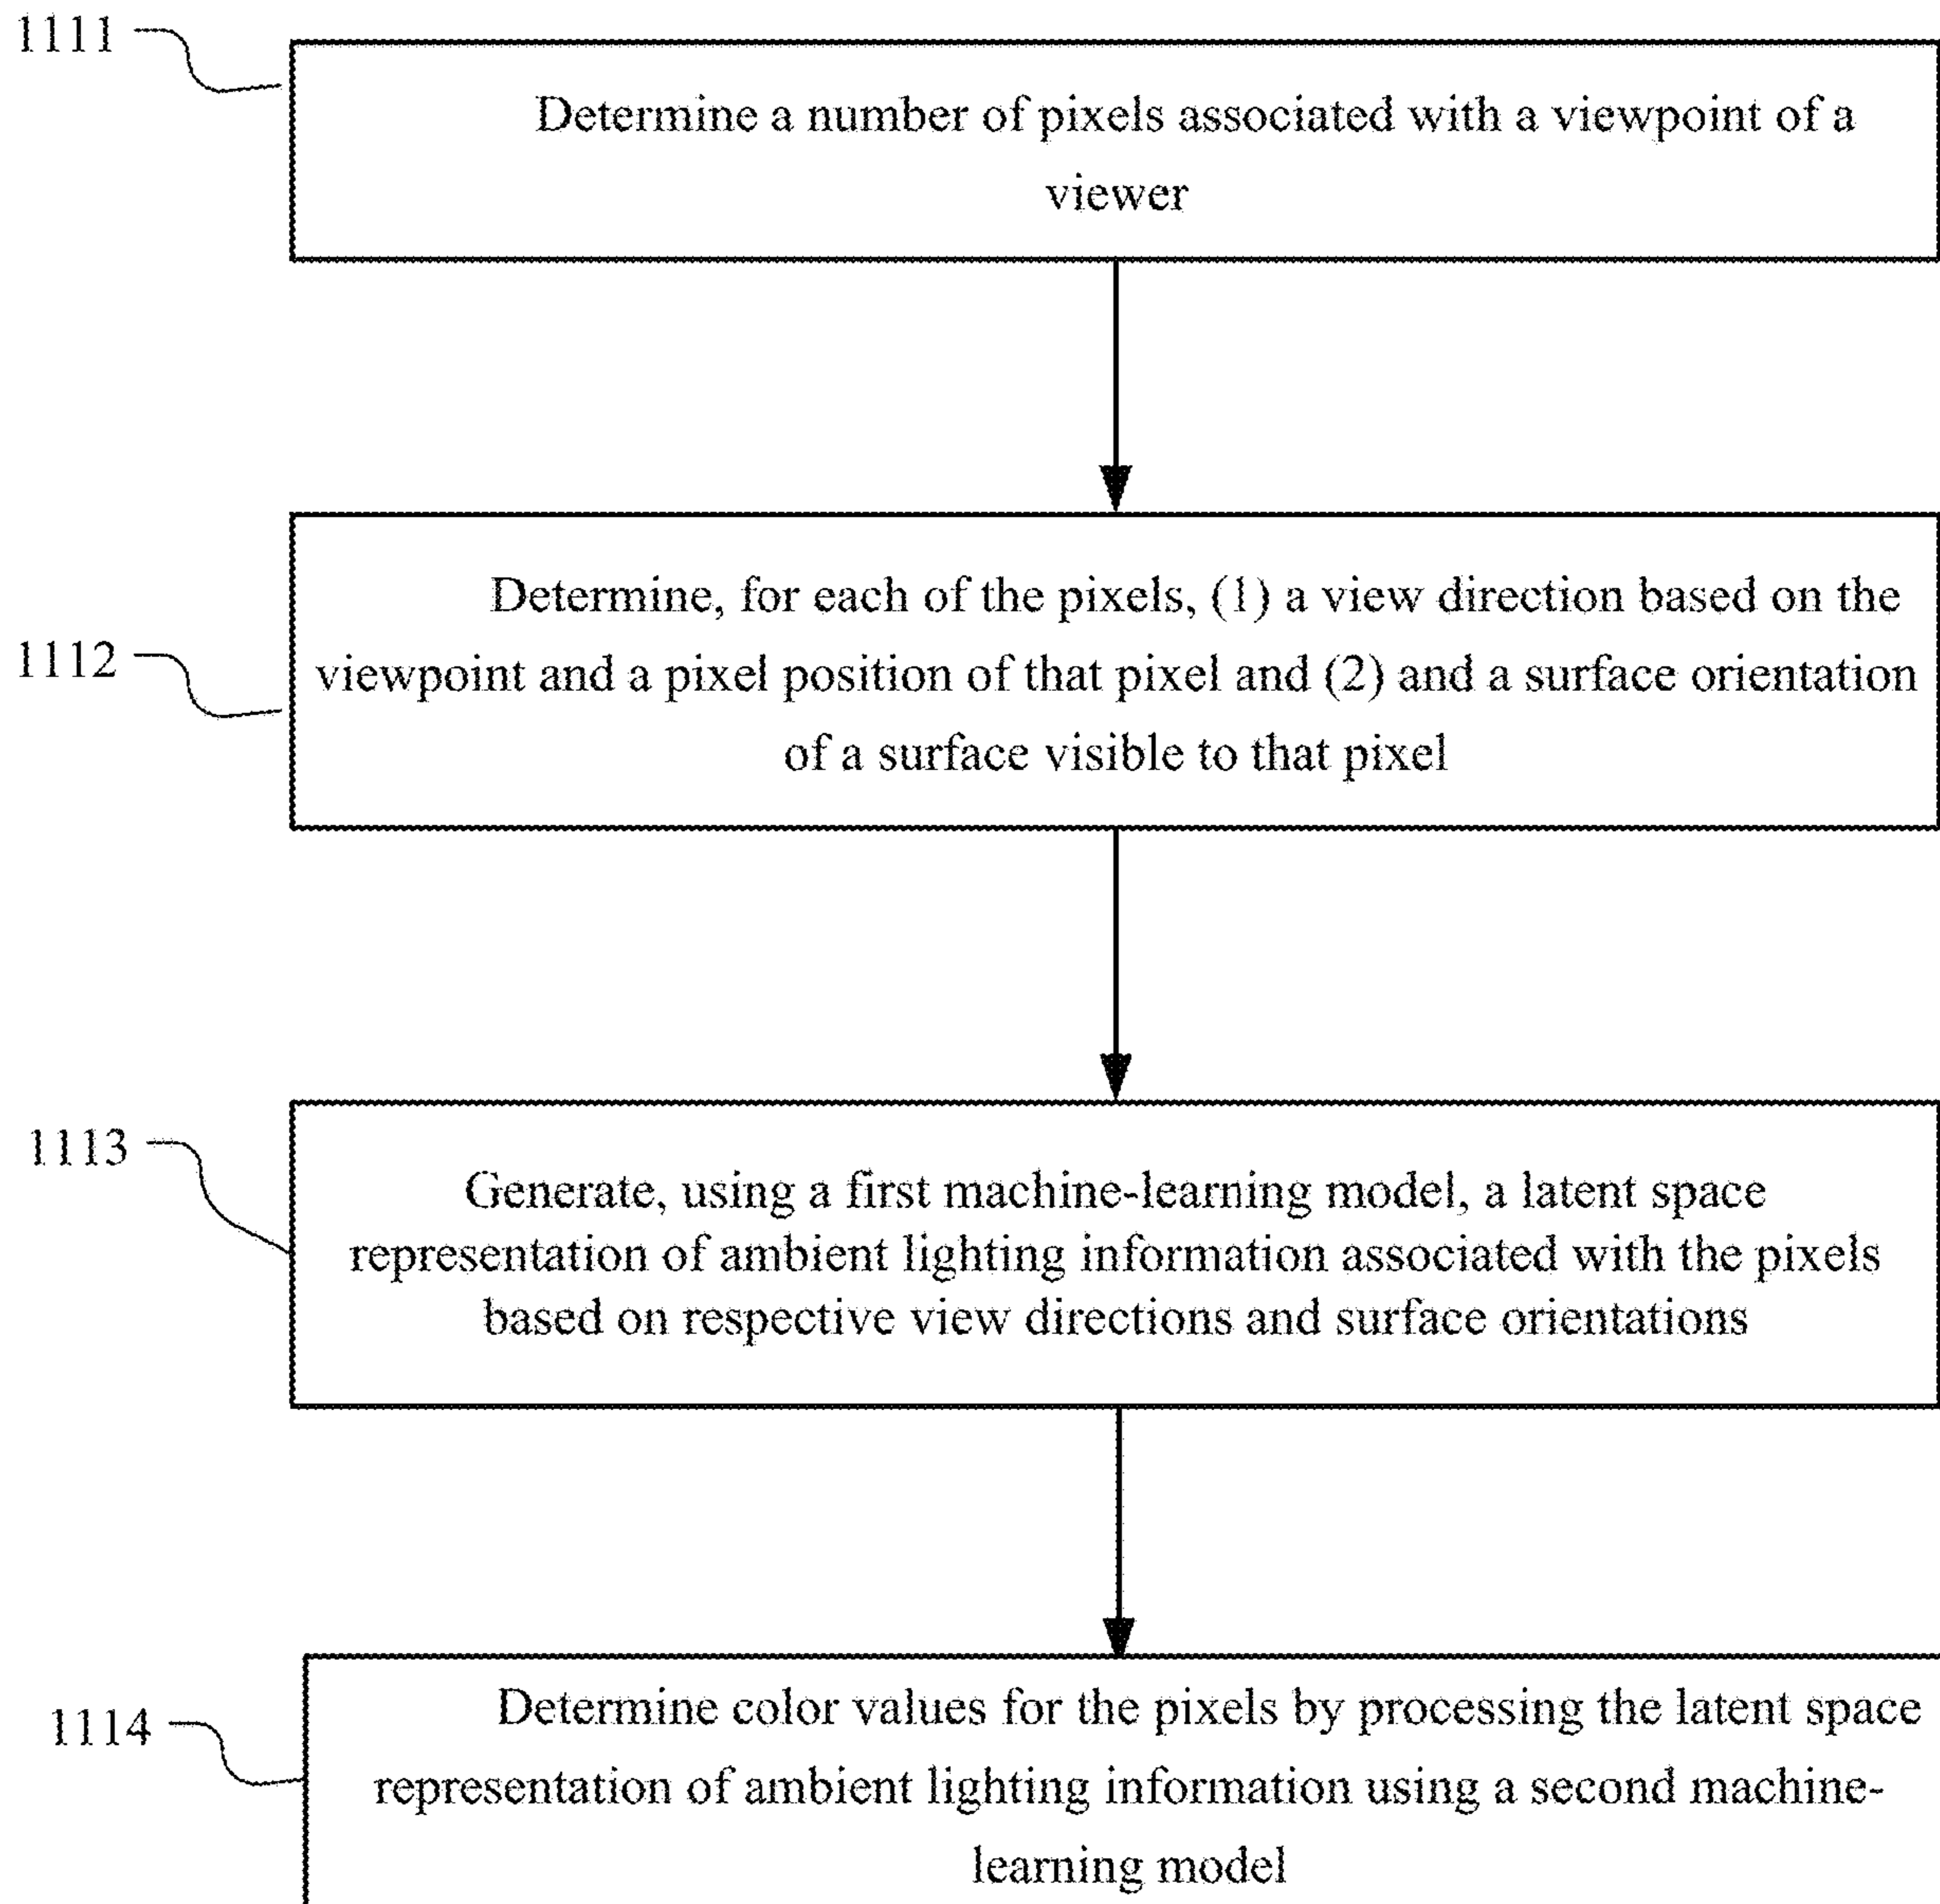 1111
Determine a number of pixels associated with a viewpoint of a
viewer
Determine, for each of the pixels, (1) a view direction based on the
1112
viewpoint and a pixel position of that pixel and (2) and a surface orientation
of a surface visible to that pixel
1113
Generate, using a first machine-learning model, a latent space
representation of ambient lighting information associated with the pixels
based on respective view directions and surface orientations
1114
Determine color values for the pixels by processing the latent space
representation of ambient lighting information using a second machine-
learning model